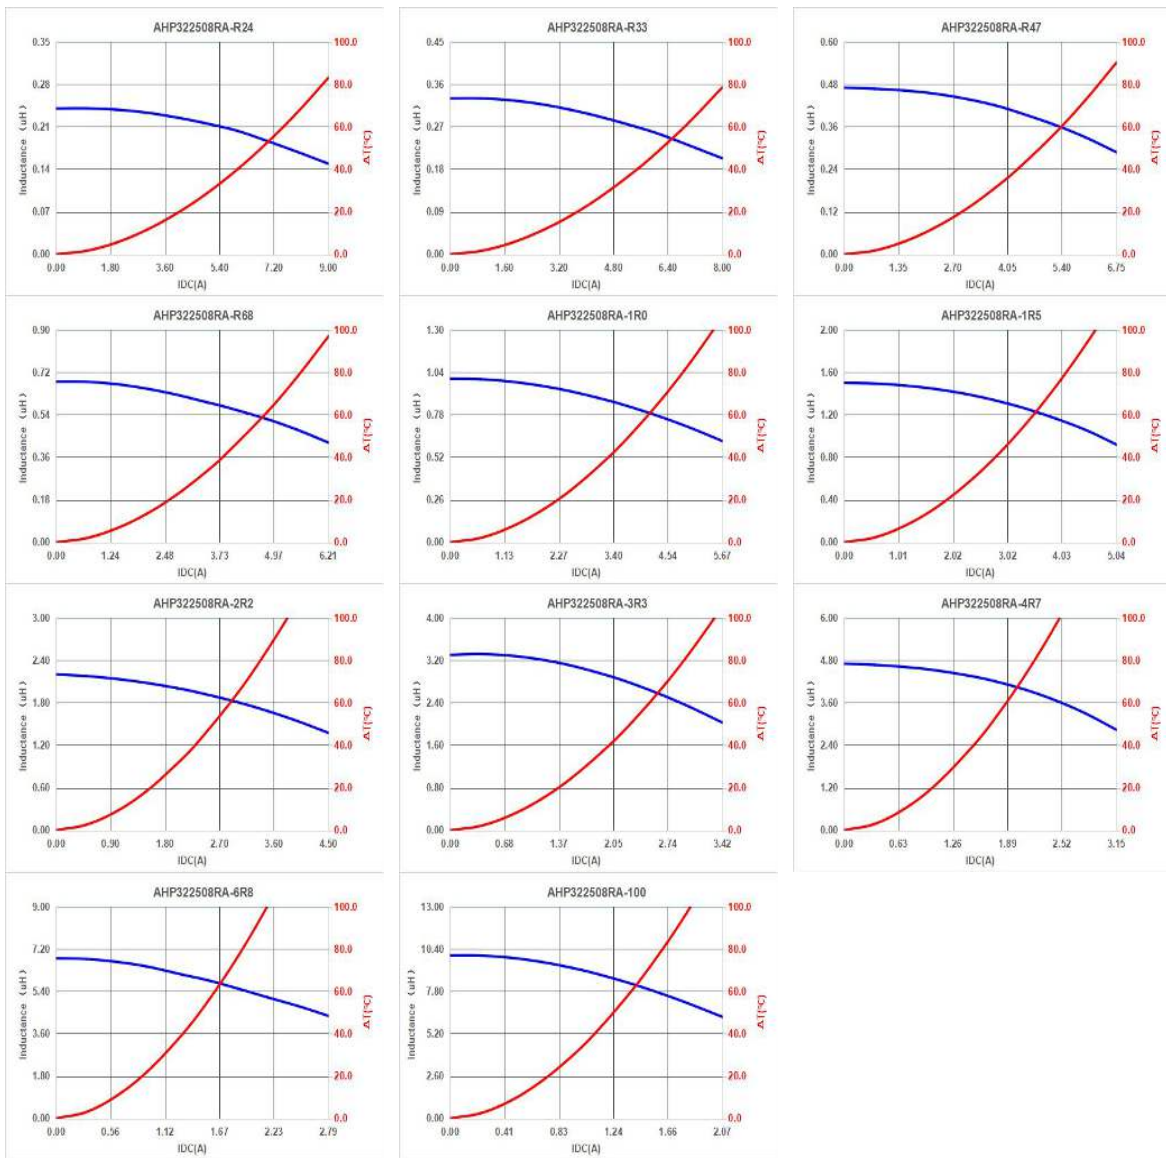 AHP322508RA-R24
Inductance（uH）
0.35 100.0
0.28 80.0
0.21 60.0
0.14 40.0
0.07 20.0
0.00 0.0
ΔT(°C)
0.00 1.80 3.60 5.40 7.20 9.00
IDC(A)
AHP322508RA-R33
Inductance（uH）
0.45 100.0
0.36 80.0
0.27 60.0
0.18 40.0
0.09 20.0
0.00 0.0
ΔT(°C)
0.00 1.60 3.20 4.80 6.40 8.00
IDC(A)
AHP322508RA-R47
Inductance（uH）
0.60 100.0
0.48 80.0
0.36 60.0
0.24 40.0
0.12 20.0
0.00 0.0
ΔT(°C)
0.00 1.35 2.70 4.05 5.40 6.75
IDC(A)
AHP322508RA-R68
Inductance（uH）
0.90 100.0
0.72 80.0
0.54 60.0
0.36 40.0
0.18 20.0
0.00 0.0
ΔT(°C)
0.00 1.24 2.48 3.73 4.97 6.21
IDC(A)
AHP322508RA-1R0
Inductance（uH）
1.30 100.0
1.04 80.0
0.78 60.0
0.52 40.0
0.26 20.0
0.00 0.0
ΔT(°C)
0.00 1.13 2.27 3.40 4.54 5.67
IDC(A)
AHP322508RA-1R5
Inductance（uH）
2.00 100.0
1.60 80.0
1.20 60.0
0.80 40.0
0.40 20.0
0.00 0.0
ΔT(°C)
0.00 1.01 2.02 3.02 4.03 5.04
IDC(A)
AHP322508RA-2R2
Inductance（uH）
3.00 100.0
2.40 80.0
1.80 60.0
1.20 40.0
0.60 20.0
0.00 0.0
ΔT(°C)
0.00 0.90 1.80 2.70 3.60 4.50
IDC(A)
AHP322508RA-3R3
Inductance（uH）
4.00 100.0
3.20 80.0
2.40 60.0
1.60 40.0
0.80 20.0
0.00 0.0
ΔT(°C)
0.00 0.68 1.37 2.05 2.74 3.42
IDC(A)
AHP322508RA-4R7
Inductance（uH）
6.00 100.0
4.80 80.0
3.60 60.0
2.40 40.0
1.20 20.0
0.00 0.0
ΔT(°C)
0.00 0.63 1.26 1.89 2.52 3.15
IDC(A)
AHP322508RA-6R8
Inductance（uH）
9.00 100.0
7.20 80.0
5.40 60.0
3.60 40.0
1.80 20.0
0.00 0.0
ΔT(°C)
0.00 0.56 1.12 1.67 2.23 2.79
IDC(A)
AHP322508RA-100
Inductance（uH）
13.00 100.0
10.40 80.0
7.80 60.0
5.20 40.0
2.60 20.0
0.00 0.0
ΔT(°C)
0.00 0.41 0.83 1.24 1.66 2.07
IDC(A)